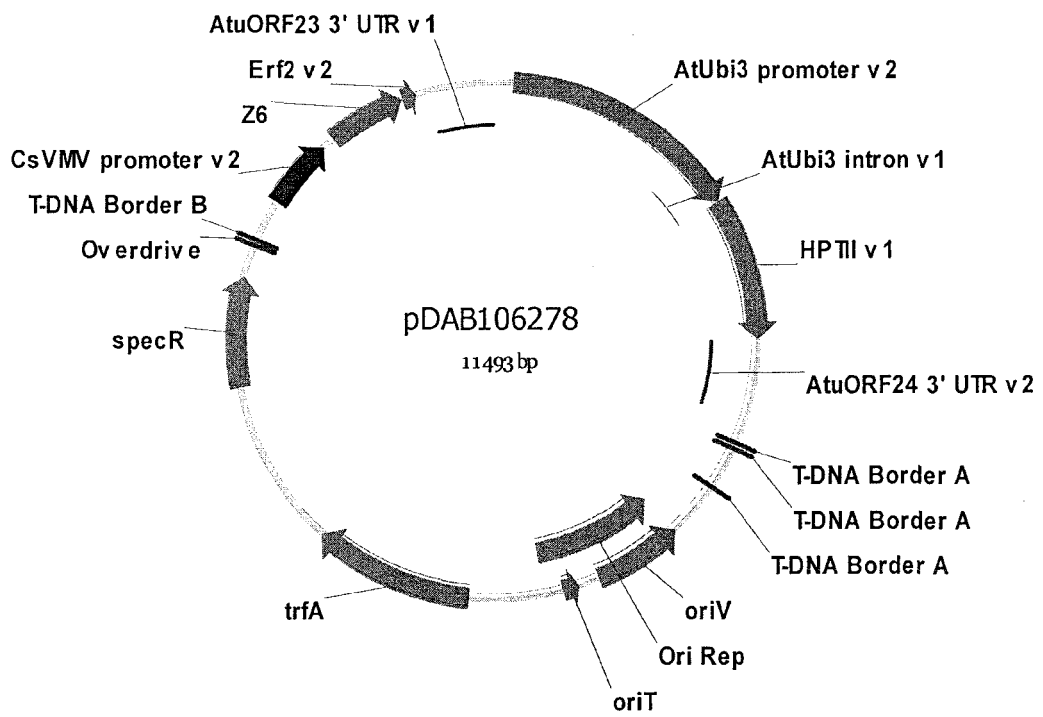 AtuORF23 3' UTR v1
Erf2 v2
Z6
CsVMV promoter v2
T-DNA Border B
Overdrive
specR
trfA
AtUbi3 promoter v2
AtUbi3 intron v1
HPTII v1
pDAB106278
11493 bp
AtuORF24 3' UTR v2
T-DNA Border A
T-DNA Border A
T-DNA Border A
oriV
Ori Rep
oriT